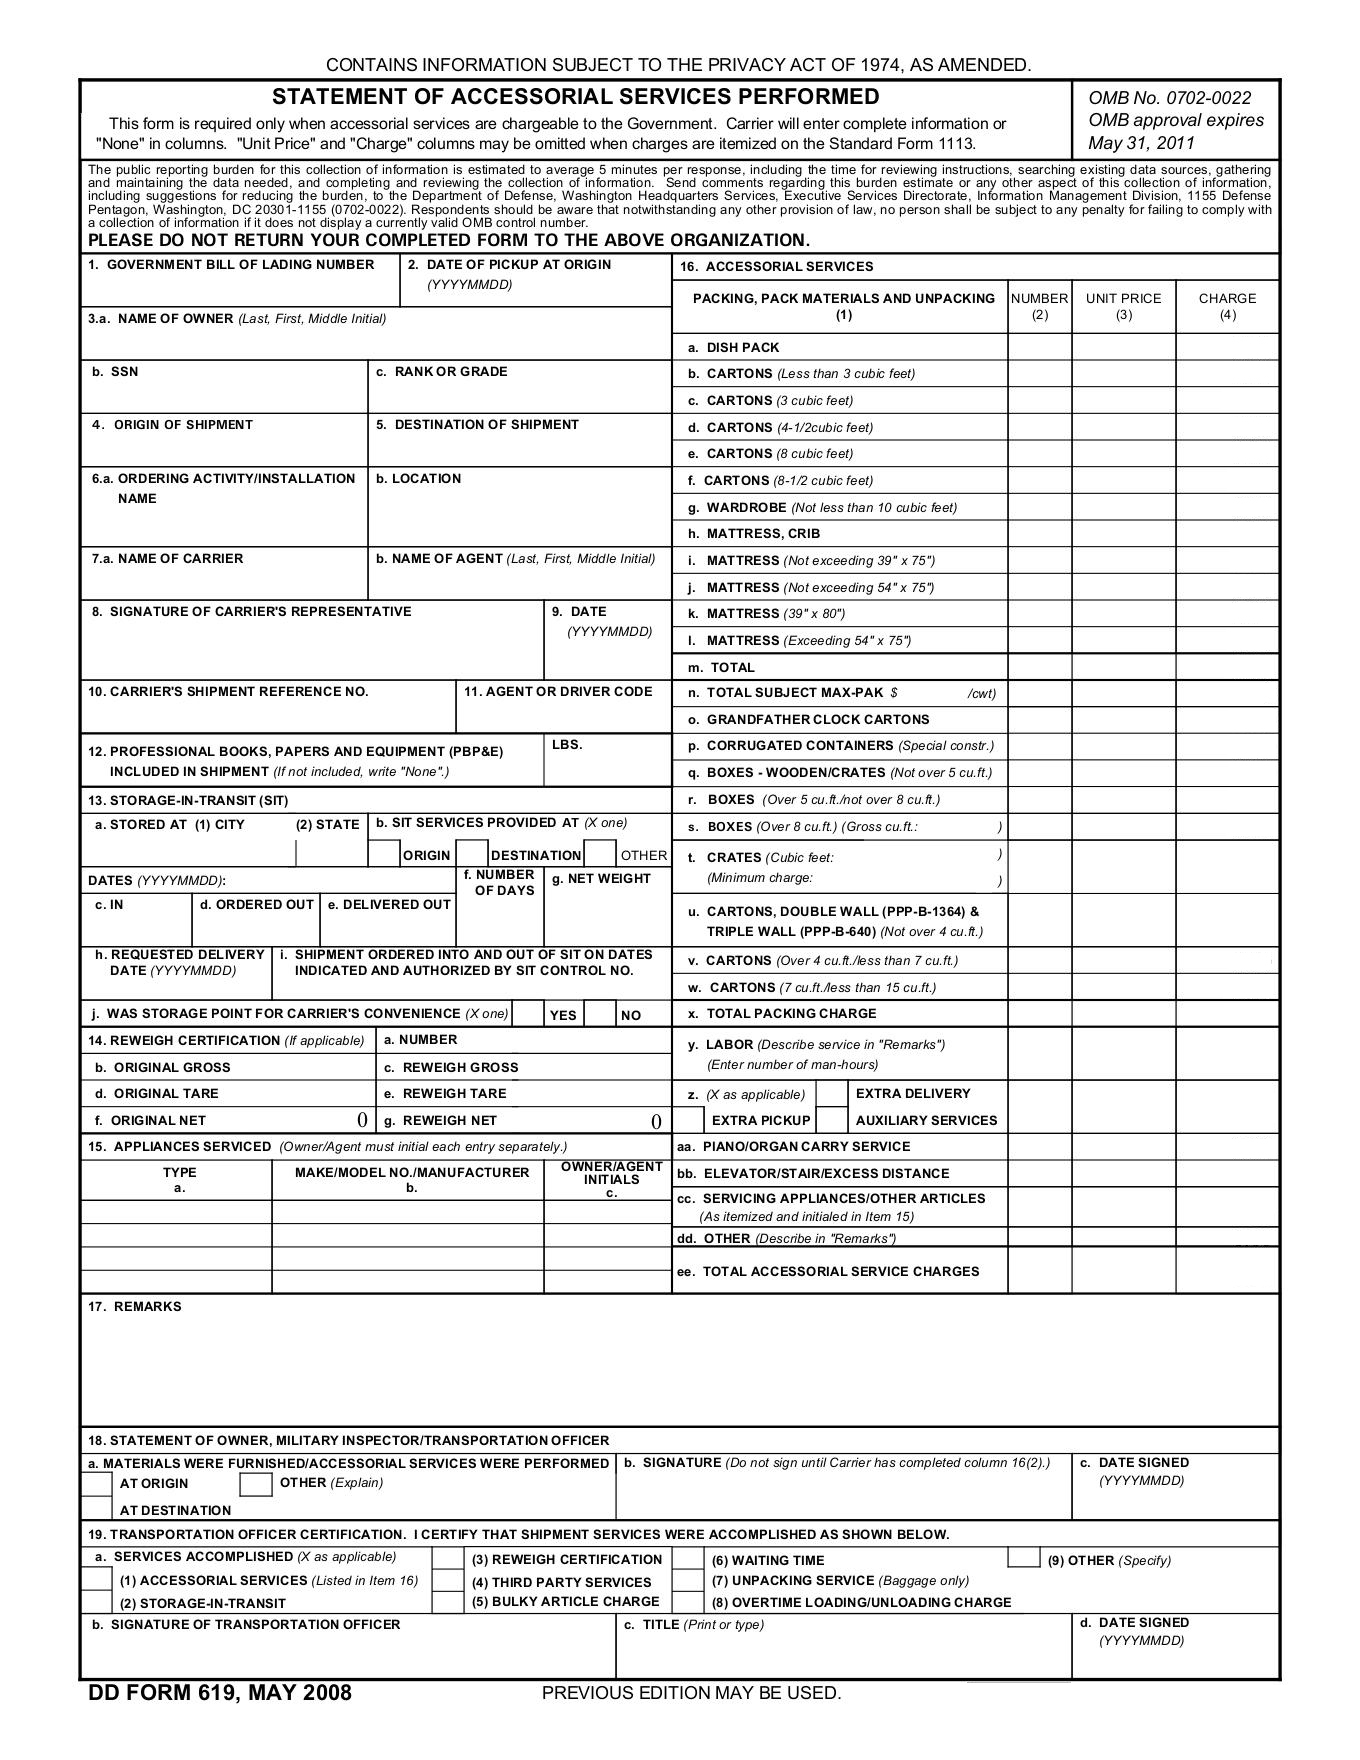 CONTAINS INFORMATION SUBJECT TO THE PRIVACY ACT OF 1974, AS AMENDED.
STATEMENT OF ACCESSORIAL SERVICES PERFORMED
This form is required only when accessorial services are chargeable to the Government. Carrier will enter complete information or
"None" in columns. "Unit Price" and "Charge" columns may be omitted when charges are itemized on the Standard Form 1113.
OMB No. 0702-0022
OMB approval expires
May 31, 2011
The public reporting burden for this collection of information is estimated to average 5 minutes per response, including the time for reviewing instructions, searching existing data sources, gathering
and maintaining the data needed, and completing and reviewing the collection of information. Send comments regarding this burden estimate or any other aspect of this collection of information,
including suggestions for reducing the burden, to the Department of Defense, Washington Headquarters Services, Executive Services Directorate, Information Management Division, 1155 Defense
Pentagon, Washington, DC 20301-1155 (0702-0022). Respondents should be aware that notwithstanding any other provision of law, no person shall be subject to any penalty for failing to comply with
a collection of information if it does not display a currently valid OMB control number.
PLEASE DO NOT RETURN YOUR COMPLETED FORM TO THE ABOVE ORGANIZATION.
1. GOVERNMENT BILL OF LADING NUMBER
2. DATE OF PICKUP AT ORIGIN
(YYYYMMDD)
3.a. NAME OF OWNER (Last, First, Middle Initial)
b. SSN
c. RANK OR GRADE
4. ORIGIN OF SHIPMENT
5. DESTINATION OF SHIPMENT
6.a. ORDERING ACTIVITY/INSTALLATION
NAME
b. LOCATION
7.a. NAME OF CARRIER
b. NAME OF AGENT (Last, First, Middle Initial)
8. SIGNATURE OF CARRIER'S REPRESENTATIVE
9. DATE
(YYYYMMDD)
10. CARRIER'S SHIPMENT REFERENCE NO.
11. AGENT OR DRIVER CODE
12. PROFESSIONAL BOOKS, PAPERS AND EQUIPMENT (PBP&E)
INCLUDED IN SHIPMENT (If not included, write "None".)
LBS.
13. STORAGE-IN-TRANSIT (SIT)
a. STORED AT (1) CITY
(2) STATE
b. SIT SERVICES PROVIDED AT (X one)
ORIGIN
DESTINATION
OTHER
DATES (YYYYMMDD):
c. IN
d. ORDERED OUT
e. DELIVERED OUT
f. NUMBER
OF DAYS
g. NET WEIGHT
h. REQUESTED DELIVERY
DATE (YYYYMMDD)
i. SHIPMENT ORDERED INTO AND OUT OF SIT ON DATES
INDICATED AND AUTHORIZED BY SIT CONTROL NO.
j. WAS STORAGE POINT FOR CARRIER'S CONVENIENCE (X one)
YES
NO
14. REWEIGH CERTIFICATION (If applicable)
a. NUMBER
b. ORIGINAL GROSS
c. REWEIGH GROSS
d. ORIGINAL TARE
e. REWEIGH TARE
f. ORIGINAL NET 0
g. REWEIGH NET 0
15. APPLIANCES SERVICED (Owner/Agent must initial each entry separately.)
TYPE
a.
MAKE/MODEL NO./MANUFACTURER
b.
OWNER/AGENT
INITIALS
c.
16. ACCESSORIAL SERVICES
PACKING, PACK MATERIALS AND UNPACKING
(1)
NUMBER
(2)
UNIT PRICE
(3)
CHARGE
(4)
a. DISH PACK
b. CARTONS (Less than 3 cubic feet)
c. CARTONS (3 cubic feet)
d. CARTONS (4-1/2cubic feet)
e. CARTONS (8 cubic feet)
f. CARTONS (8-1/2 cubic feet)
g. WARDROBE (Not less than 10 cubic feet)
h. MATTRESS, CRIB
i. MATTRESS (Not exceeding 39" x 75")
j. MATTRESS (Not exceeding 54" x 75")
k. MATTRESS (39" x 80")
l. MATTRESS (Exceeding 54" x 75")
m. TOTAL
n. TOTAL SUBJECT MAX-PAK $ /cwt)
o. GRANDFATHER CLOCK CARTONS
p. CORRUGATED CONTAINERS (Special constr.)
q. BOXES - WOODEN/CRATES (Not over 5 cu.ft.)
r. BOXES (Over 5 cu.ft./not over 8 cu.ft.)
s. BOXES (Over 8 cu.ft.) (Gross cu.ft.: )
t. CRATES (Cubic feet: )
(Minimum charge: )
u. CARTONS, DOUBLE WALL (PPP-B-1364) &
TRIPLE WALL (PPP-B-640) (Not over 4 cu.ft.)
v. CARTONS (Over 4 cu.ft./less than 7 cu.ft.)
w. CARTONS (7 cu.ft./less than 15 cu.ft.)
x. TOTAL PACKING CHARGE
y. LABOR (Describe service in "Remarks")
(Enter number of man-hours)
z. (X as applicable)
EXTRA DELIVERY
EXTRA PICKUP
AUXILIARY SERVICES
aa. PIANO/ORGAN CARRY SERVICE
bb. ELEVATOR/STAIR/EXCESS DISTANCE
cc. SERVICING APPLIANCES/OTHER ARTICLES
(As itemized and initialed in Item 15)
dd. OTHER (Describe in "Remarks")
ee. TOTAL ACCESSORIAL SERVICE CHARGES
17. REMARKS
18. STATEMENT OF OWNER, MILITARY INSPECTOR/TRANSPORTATION OFFICER
a. MATERIALS WERE FURNISHED/ACCESSORIAL SERVICES WERE PERFORMED
AT ORIGIN
OTHER (Explain)
AT DESTINATION
b. SIGNATURE (Do not sign until Carrier has completed column 16(2).)
c. DATE SIGNED
(YYYYMMDD)
19. TRANSPORTATION OFFICER CERTIFICATION. I CERTIFY THAT SHIPMENT SERVICES WERE ACCOMPLISHED AS SHOWN BELOW.
a. SERVICES ACCOMPLISHED (X as applicable)
(1) ACCESSORIAL SERVICES (Listed in Item 16)
(2) STORAGE-IN-TRANSIT
(3) REWEIGH CERTIFICATION
(4) THIRD PARTY SERVICES
(5) BULKY ARTICLE CHARGE
(6) WAITING TIME
(7) UNPACKING SERVICE (Baggage only)
(8) OVERTIME LOADING/UNLOADING CHARGE
(9) OTHER (Specify)
b. SIGNATURE OF TRANSPORTATION OFFICER
c. TITLE (Print or type)
d. DATE SIGNED
(YYYYMMDD)
DD FORM 619, MAY 2008
PREVIOUS EDITION MAY BE USED.